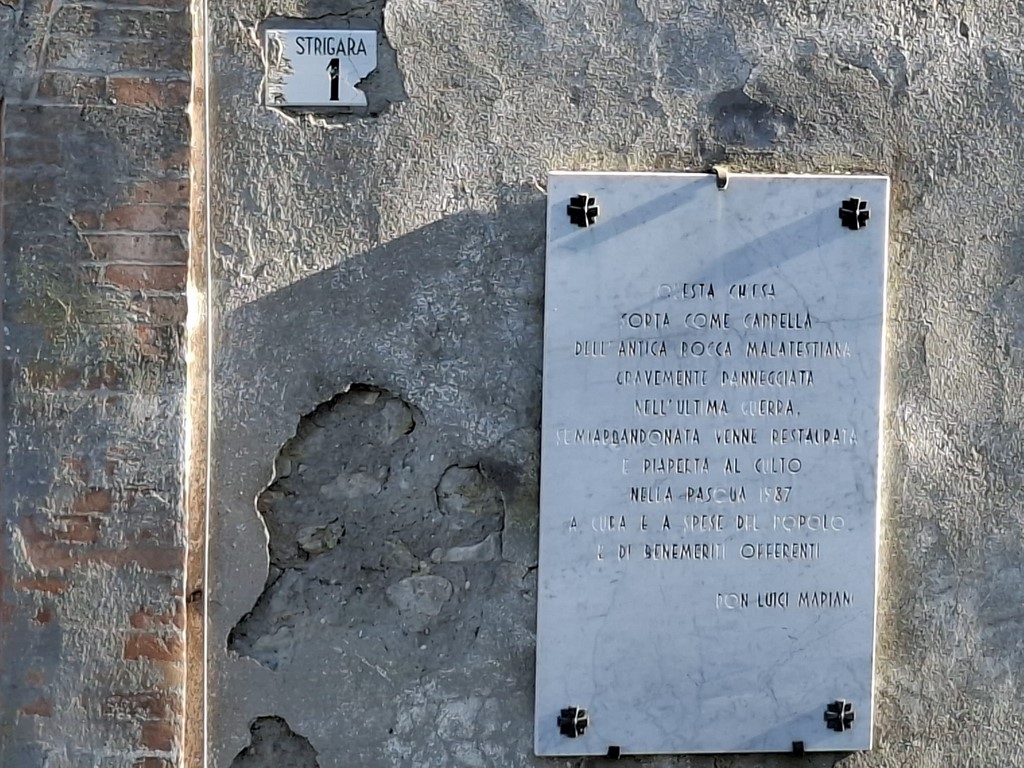 STRIGARA
1
QUESTA CHIESA
SORTA COME CAPPELLA
DELL'ANTICA ROCCA MALATESTIANA
GRAVEMENTE DANNEGGIATA
NELL'ULTIMA GUERRA,
SEMIABBANDONATA VENNE RESTAURATA
E RIAPERTA AL CULTO
NELLA PASQUA 1987
A CURA E A SPESE DEL POPOLO
E DI BENEMERITI OFFERENTI
DON LUIGI MARIANI